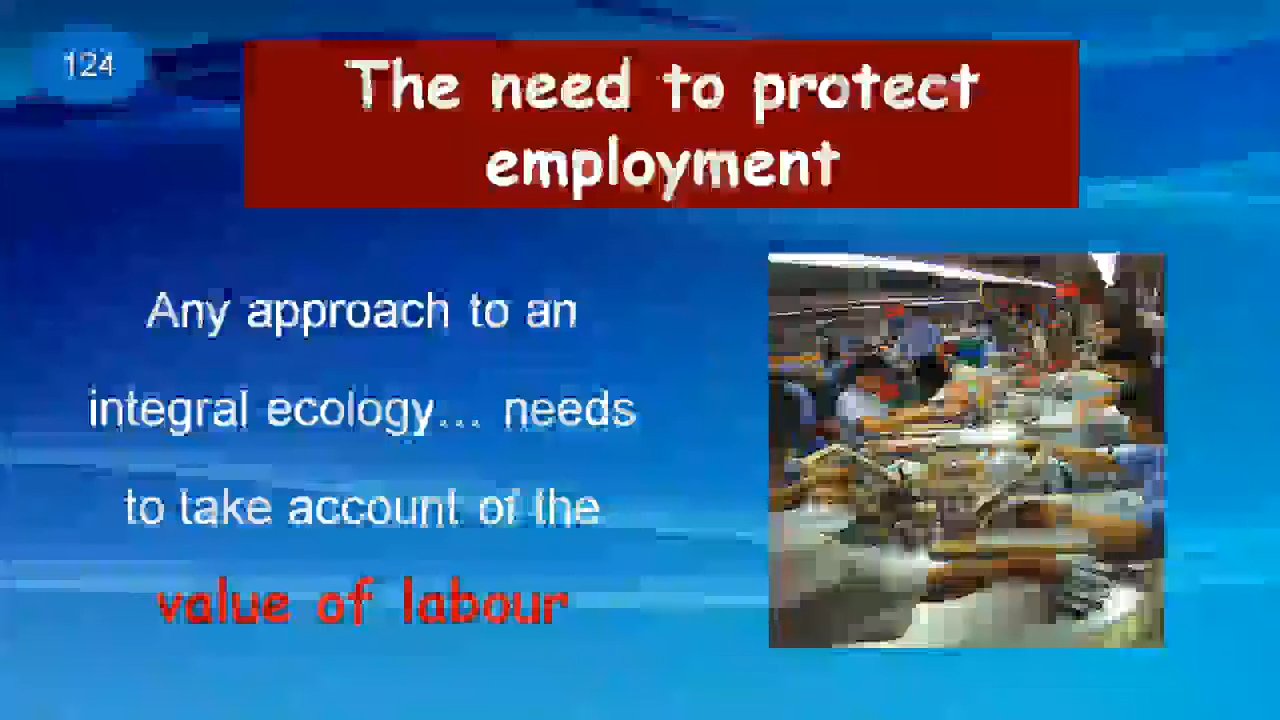 124
The need to protect
employment
Any approach to an
integral ecology... needs
to take account of the
value of labour